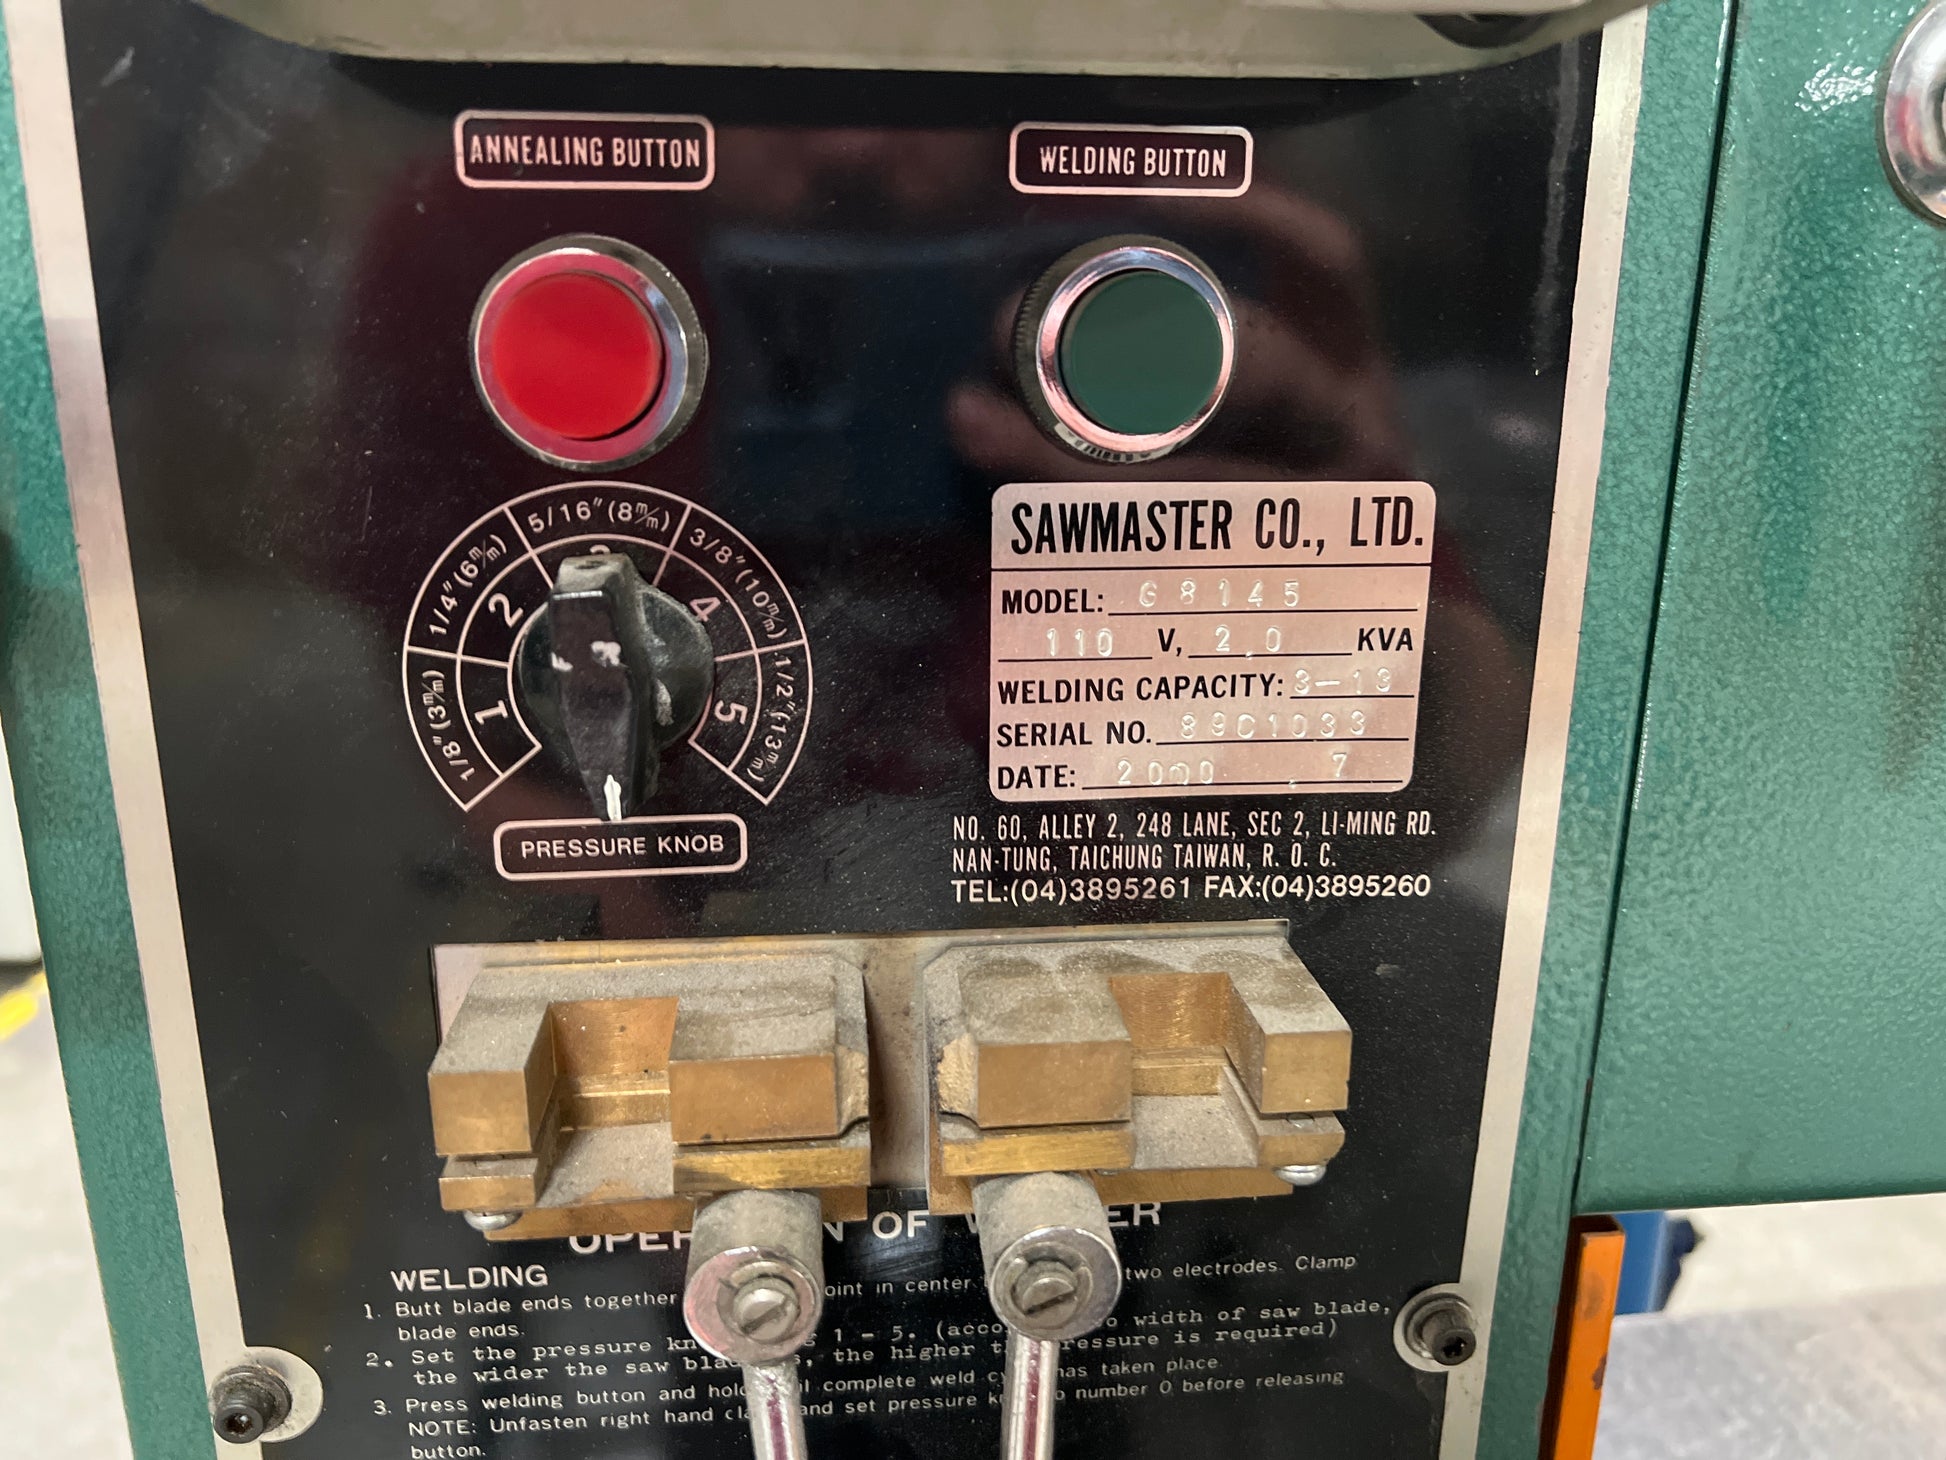 ANNEALING BUTTON
WELDING BUTTON
1/8" (3m/m)
1/4" (6m/m)
5/16" (8m/m)
3/8" (10m/m)
1/2" (13m/m)
1
2
4
5
PRESSURE KNOB
SAWMASTER CO., LTD.
MODEL: G8145
110 V, 2.0 KVA
WELDING CAPACITY: 3-13
SERIAL NO. 89C1033
DATE: 2000 . 7
NO. 60, ALLEY 2, 248 LANE, SEC 2, LI-MING RD.
NAN-TUNG, TAICHUNG TAIWAN, R. O. C.
TEL:(04)3895261 FAX:(04)3895260
OF
WELDING
1. Butt blade ends together in center two electrodes. Clamp
blade ends.
2. Set the pressure 1 - 5. width of saw blade,
the wider the saw the higher pressure is required)
3. Press welding button and complete weld has taken place.
NOTE: Unfasten right hand and set pressure number 0 before releasing
button.